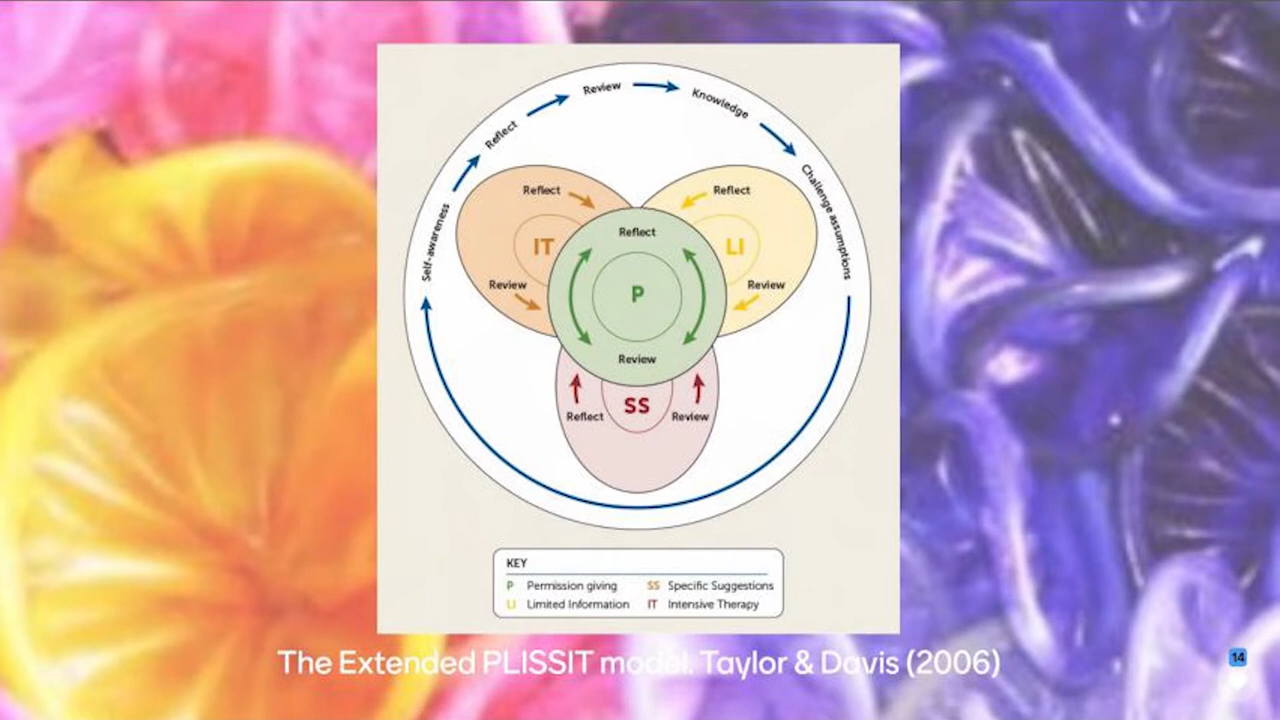 Review
Knowledge
Reflect
Challenge assumptions
Self-awareness
Reflect
Reflect
Reflect
IT
LI
P
Review
Review
Review
SS
Reflect
Review
KEY
P Permission giving
SS Specific Suggestions
LI Limited Information
IT Intensive Therapy
The Extended PLISSIT model. Taylor & Davis (2006)
14